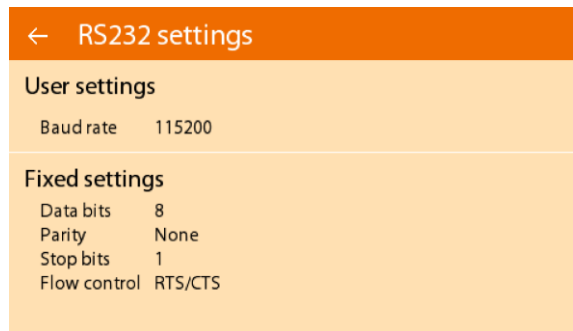 ← RS232 settings
User settings
Baud rate 115200
Fixed settings
Data bits 8
Parity None
Stop bits 1
Flow control RTS/CTS